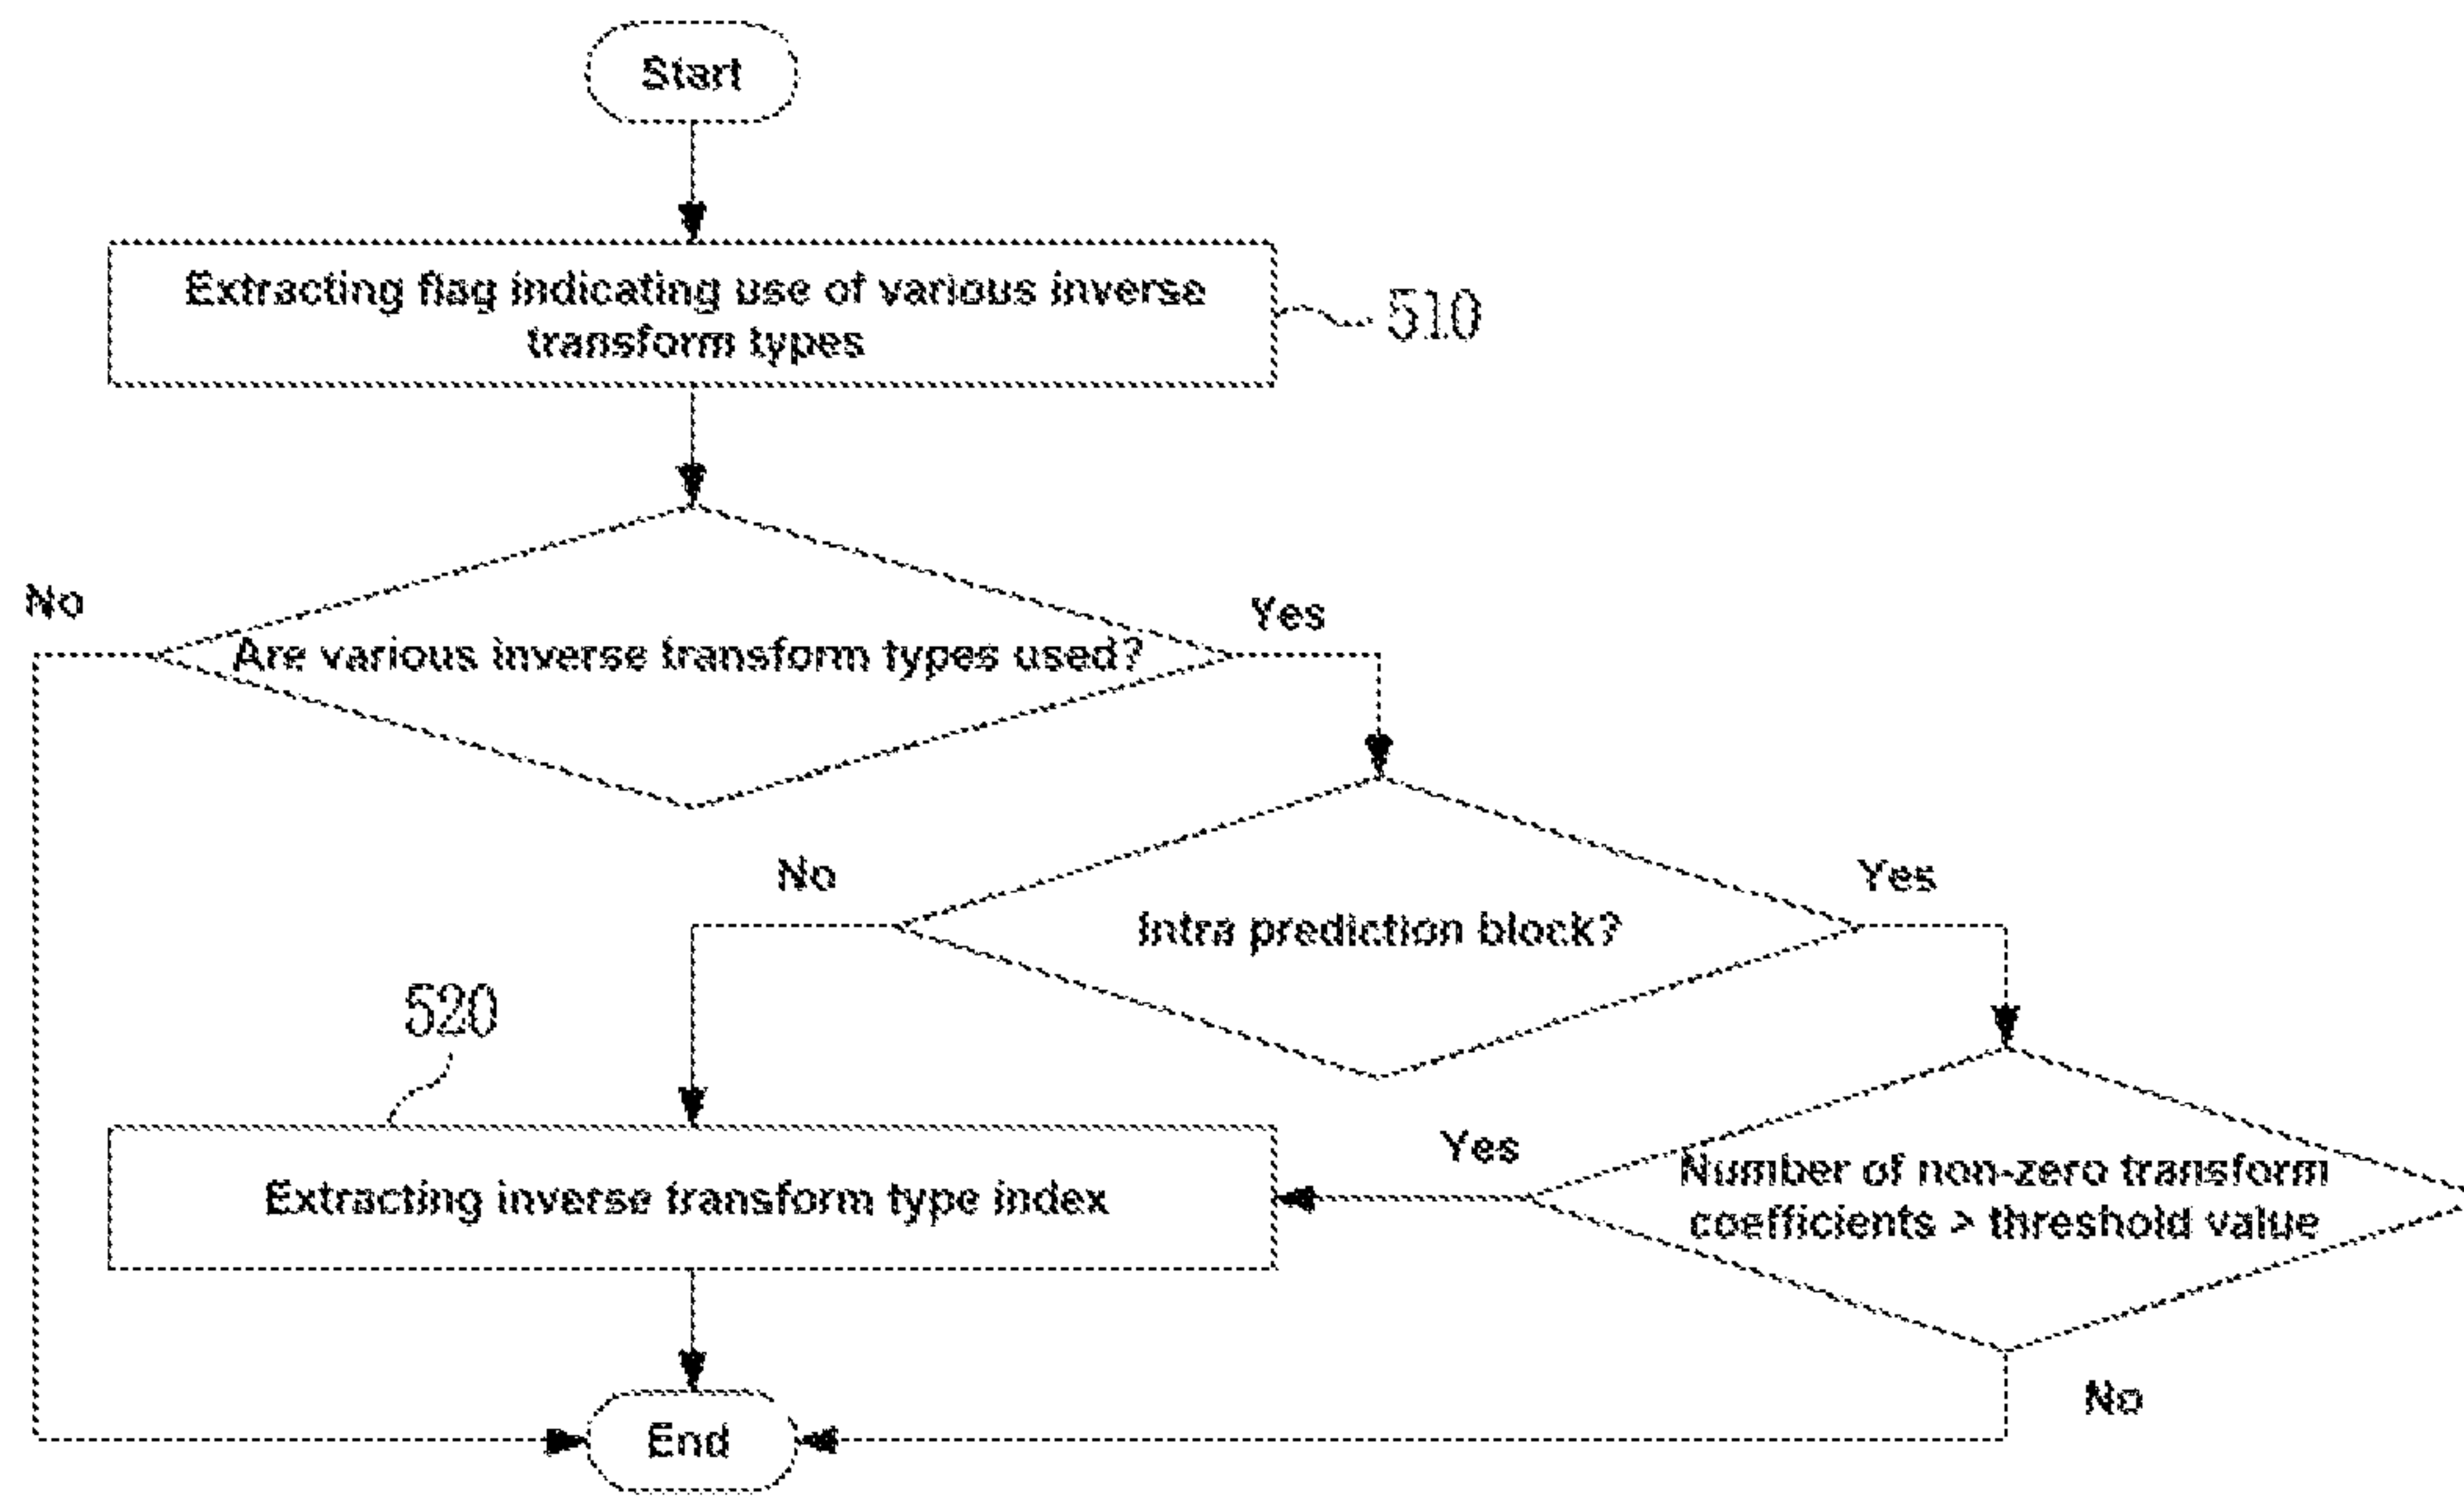 Start
Extracting flag indicating use of various inverse
transform types
510
No
Yes
Are various inverse transform types used?
No
Yes
Intra prediction block?
520
Yes
Number of non-zero transform
coefficients > threshold value
Extracting inverse transform type index
No
End